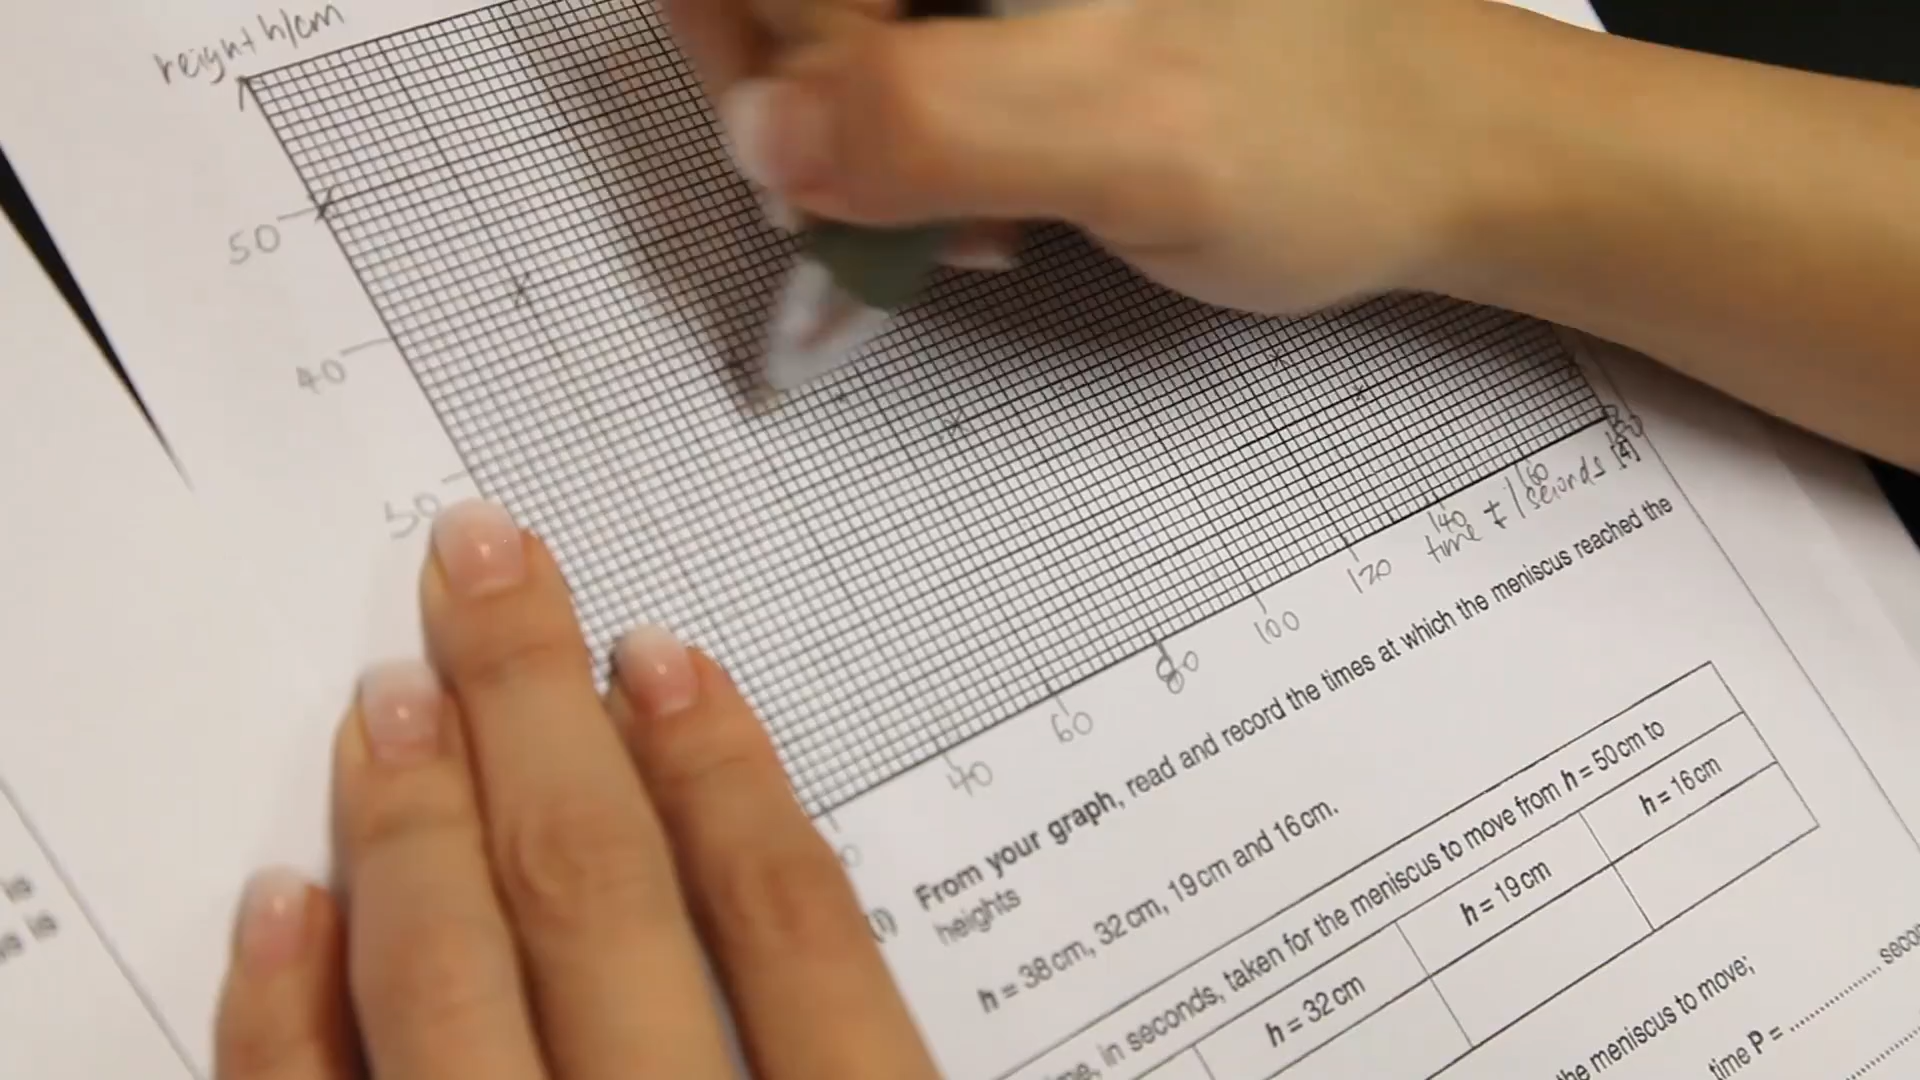 height h/cm
50
40
30
40
60
80
100
120
140
160
180
time t / seconds [4]
(i) From your graph, read and record the times at which the meniscus reached the
heights
h = 38 cm, 32 cm, 19 cm and 16 cm.
in seconds, taken for the meniscus to move from h = 50 cm to
h = 32 cm
h = 19 cm
h = 16 cm
the meniscus to move;
time P =